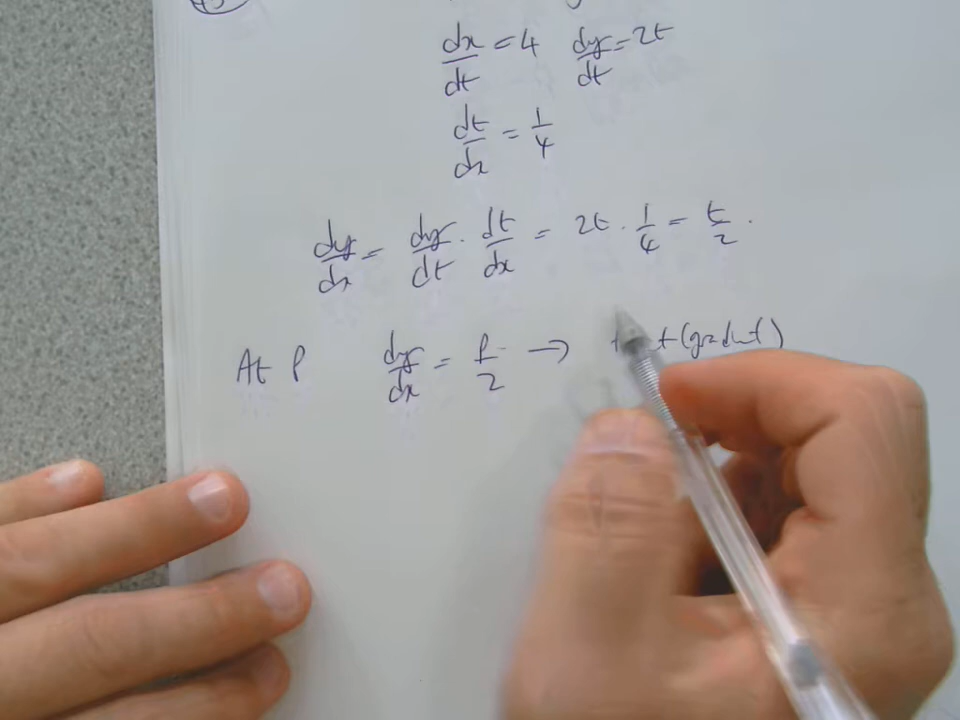 dx/dt = 4 dy/dt = 2t
dt/dx = 1/4
dy/dx = dy/dt · dt/dx = 2t · 1/4 = t/2 .
At P dy/dx = p/2 → (gradient)